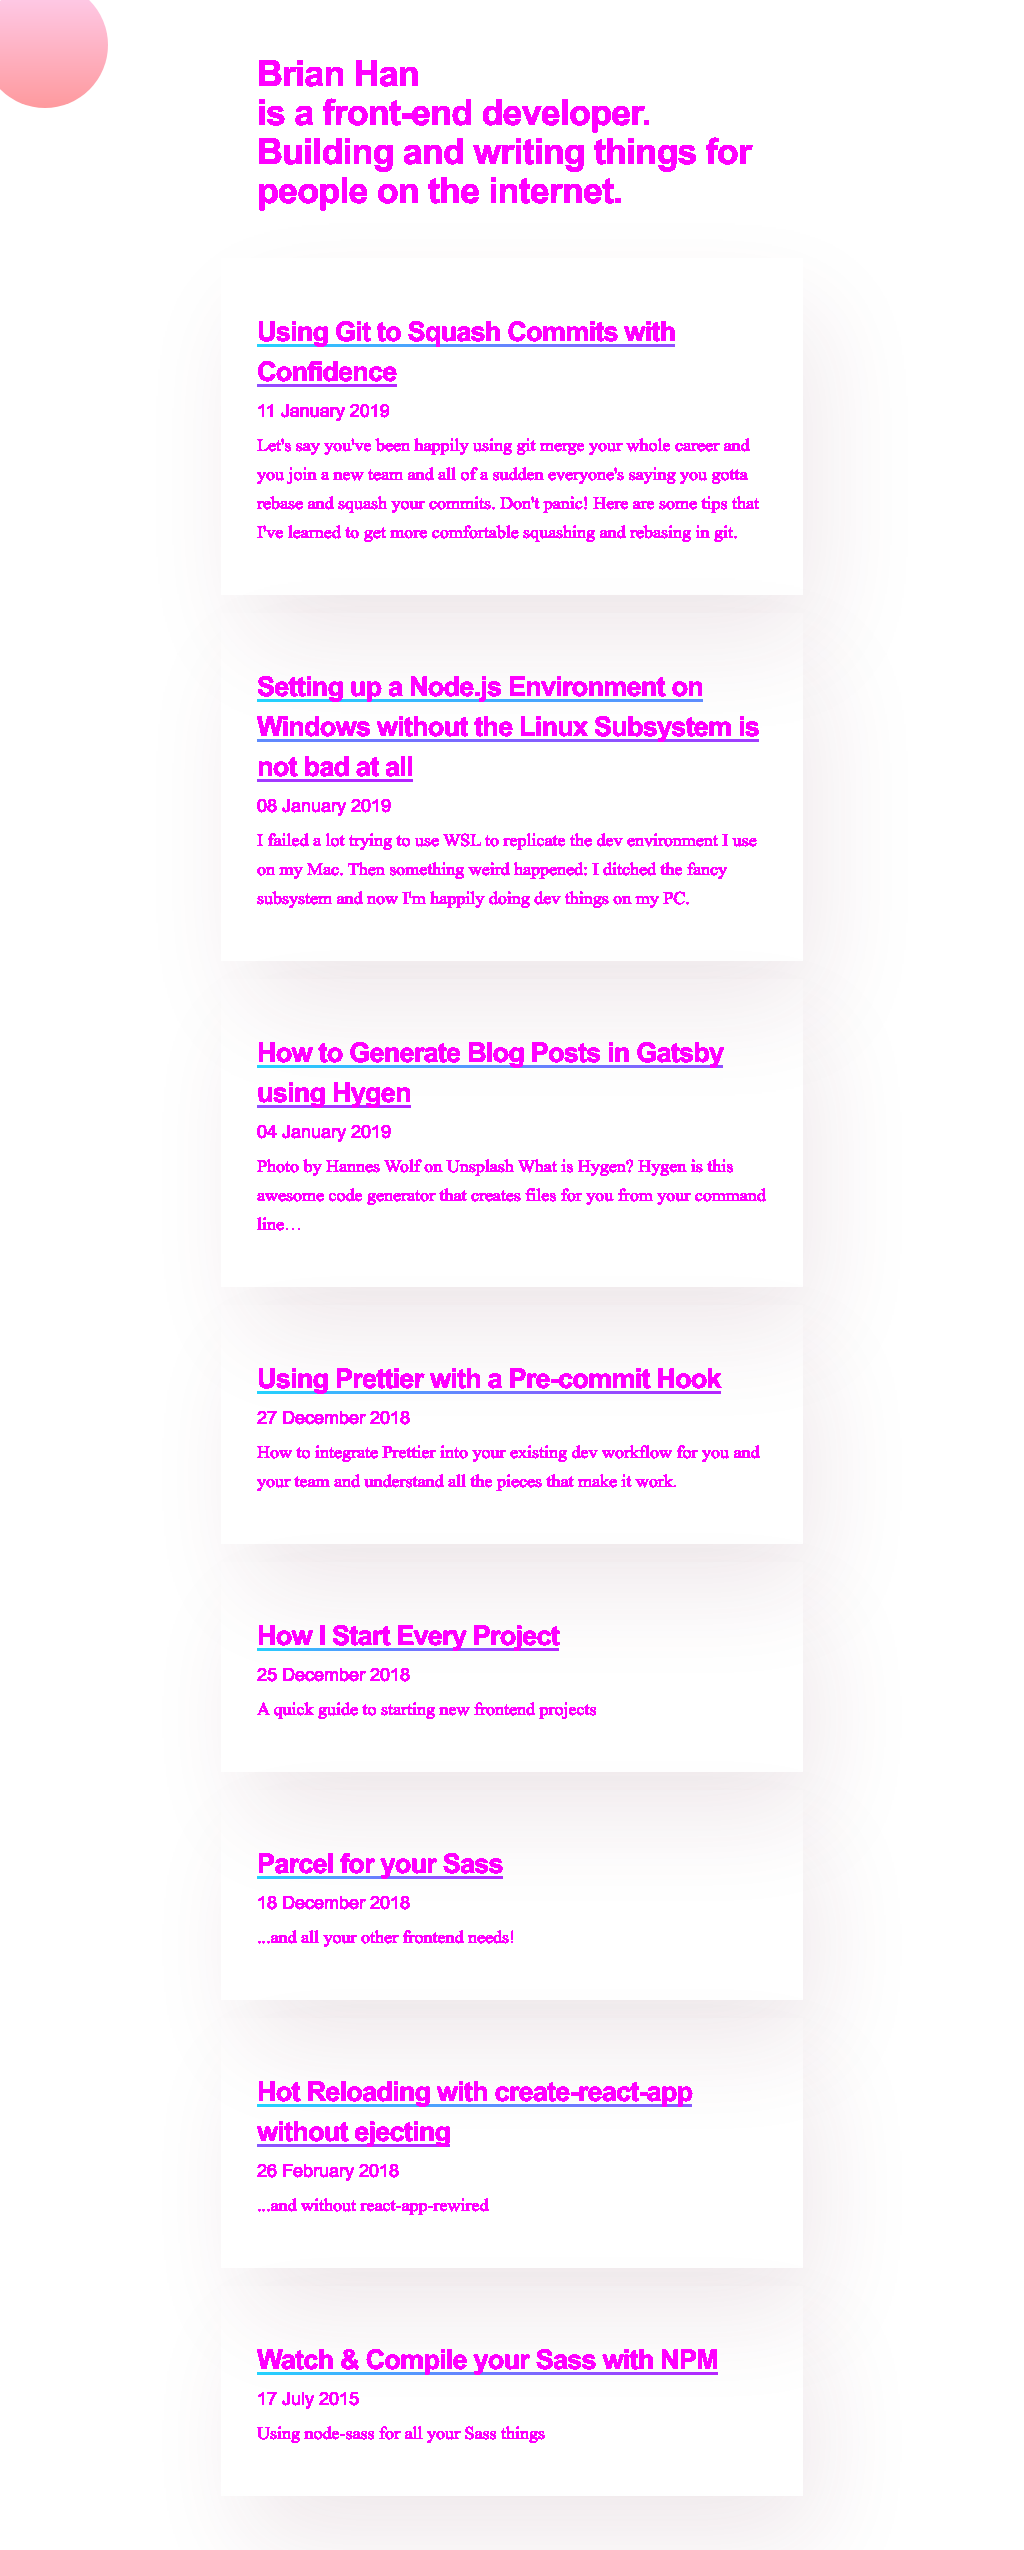 Brian Han
is a front-end developer.
Building and writing things for
people on the internet.
Using Git to Squash Commits with
Confidence
11 January 2019
Let's say you've been happily using git merge your whole career and
you join a new team and all of a sudden everyone's saying you gotta
rebase and squash your commits. Don't panic! Here are some tips that
I've learned to get more comfortable squashing and rebasing in git.
Setting up a Node.js Environment on
Windows without the Linux Subsystem is
not bad at all
08 January 2019
I failed a lot trying to use WSL to replicate the dev environment I use
on my Mac. Then something weird happened: I ditched the fancy
subsystem and now I'm happily doing dev things on my PC.
How to Generate Blog Posts in Gatsby
using Hygen
04 January 2019
Photo by Hannes Wolf on Unsplash What is Hygen? Hygen is this
awesome code generator that creates files for you from your command
line…
Using Prettier with a Pre-commit Hook
27 December 2018
How to integrate Prettier into your existing dev workflow for you and
your team and understand all the pieces that make it work.
How I Start Every Project
25 December 2018
A quick guide to starting new frontend projects
Parcel for your Sass
18 December 2018
...and all your other frontend needs!
Hot Reloading with create-react-app
without ejecting
26 February 2018
...and without react-app-rewired
Watch & Compile your Sass with NPM
17 July 2015
Using node-sass for all your Sass things